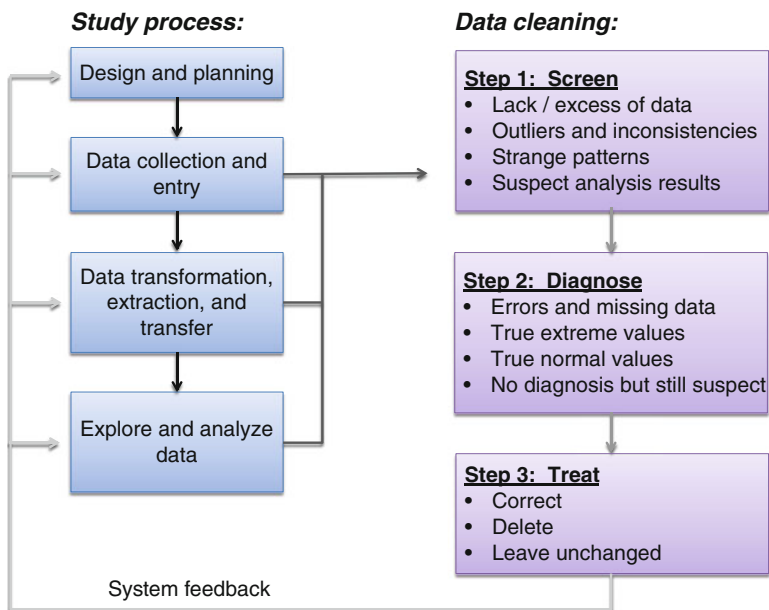 Study process:
Design and planning
Data collection and
entry
Data transformation,
extraction, and
transfer
Explore and analyze
data
Data cleaning:
Step 1:  Screen
• Lack / excess of data
• Outliers and inconsistencies
• Strange patterns
• Suspect analysis results
Step 2:  Diagnose
• Errors and missing data
• True extreme values
• True normal values
• No diagnosis but still suspect
Step 3:  Treat
• Correct
• Delete
• Leave unchanged
System feedback